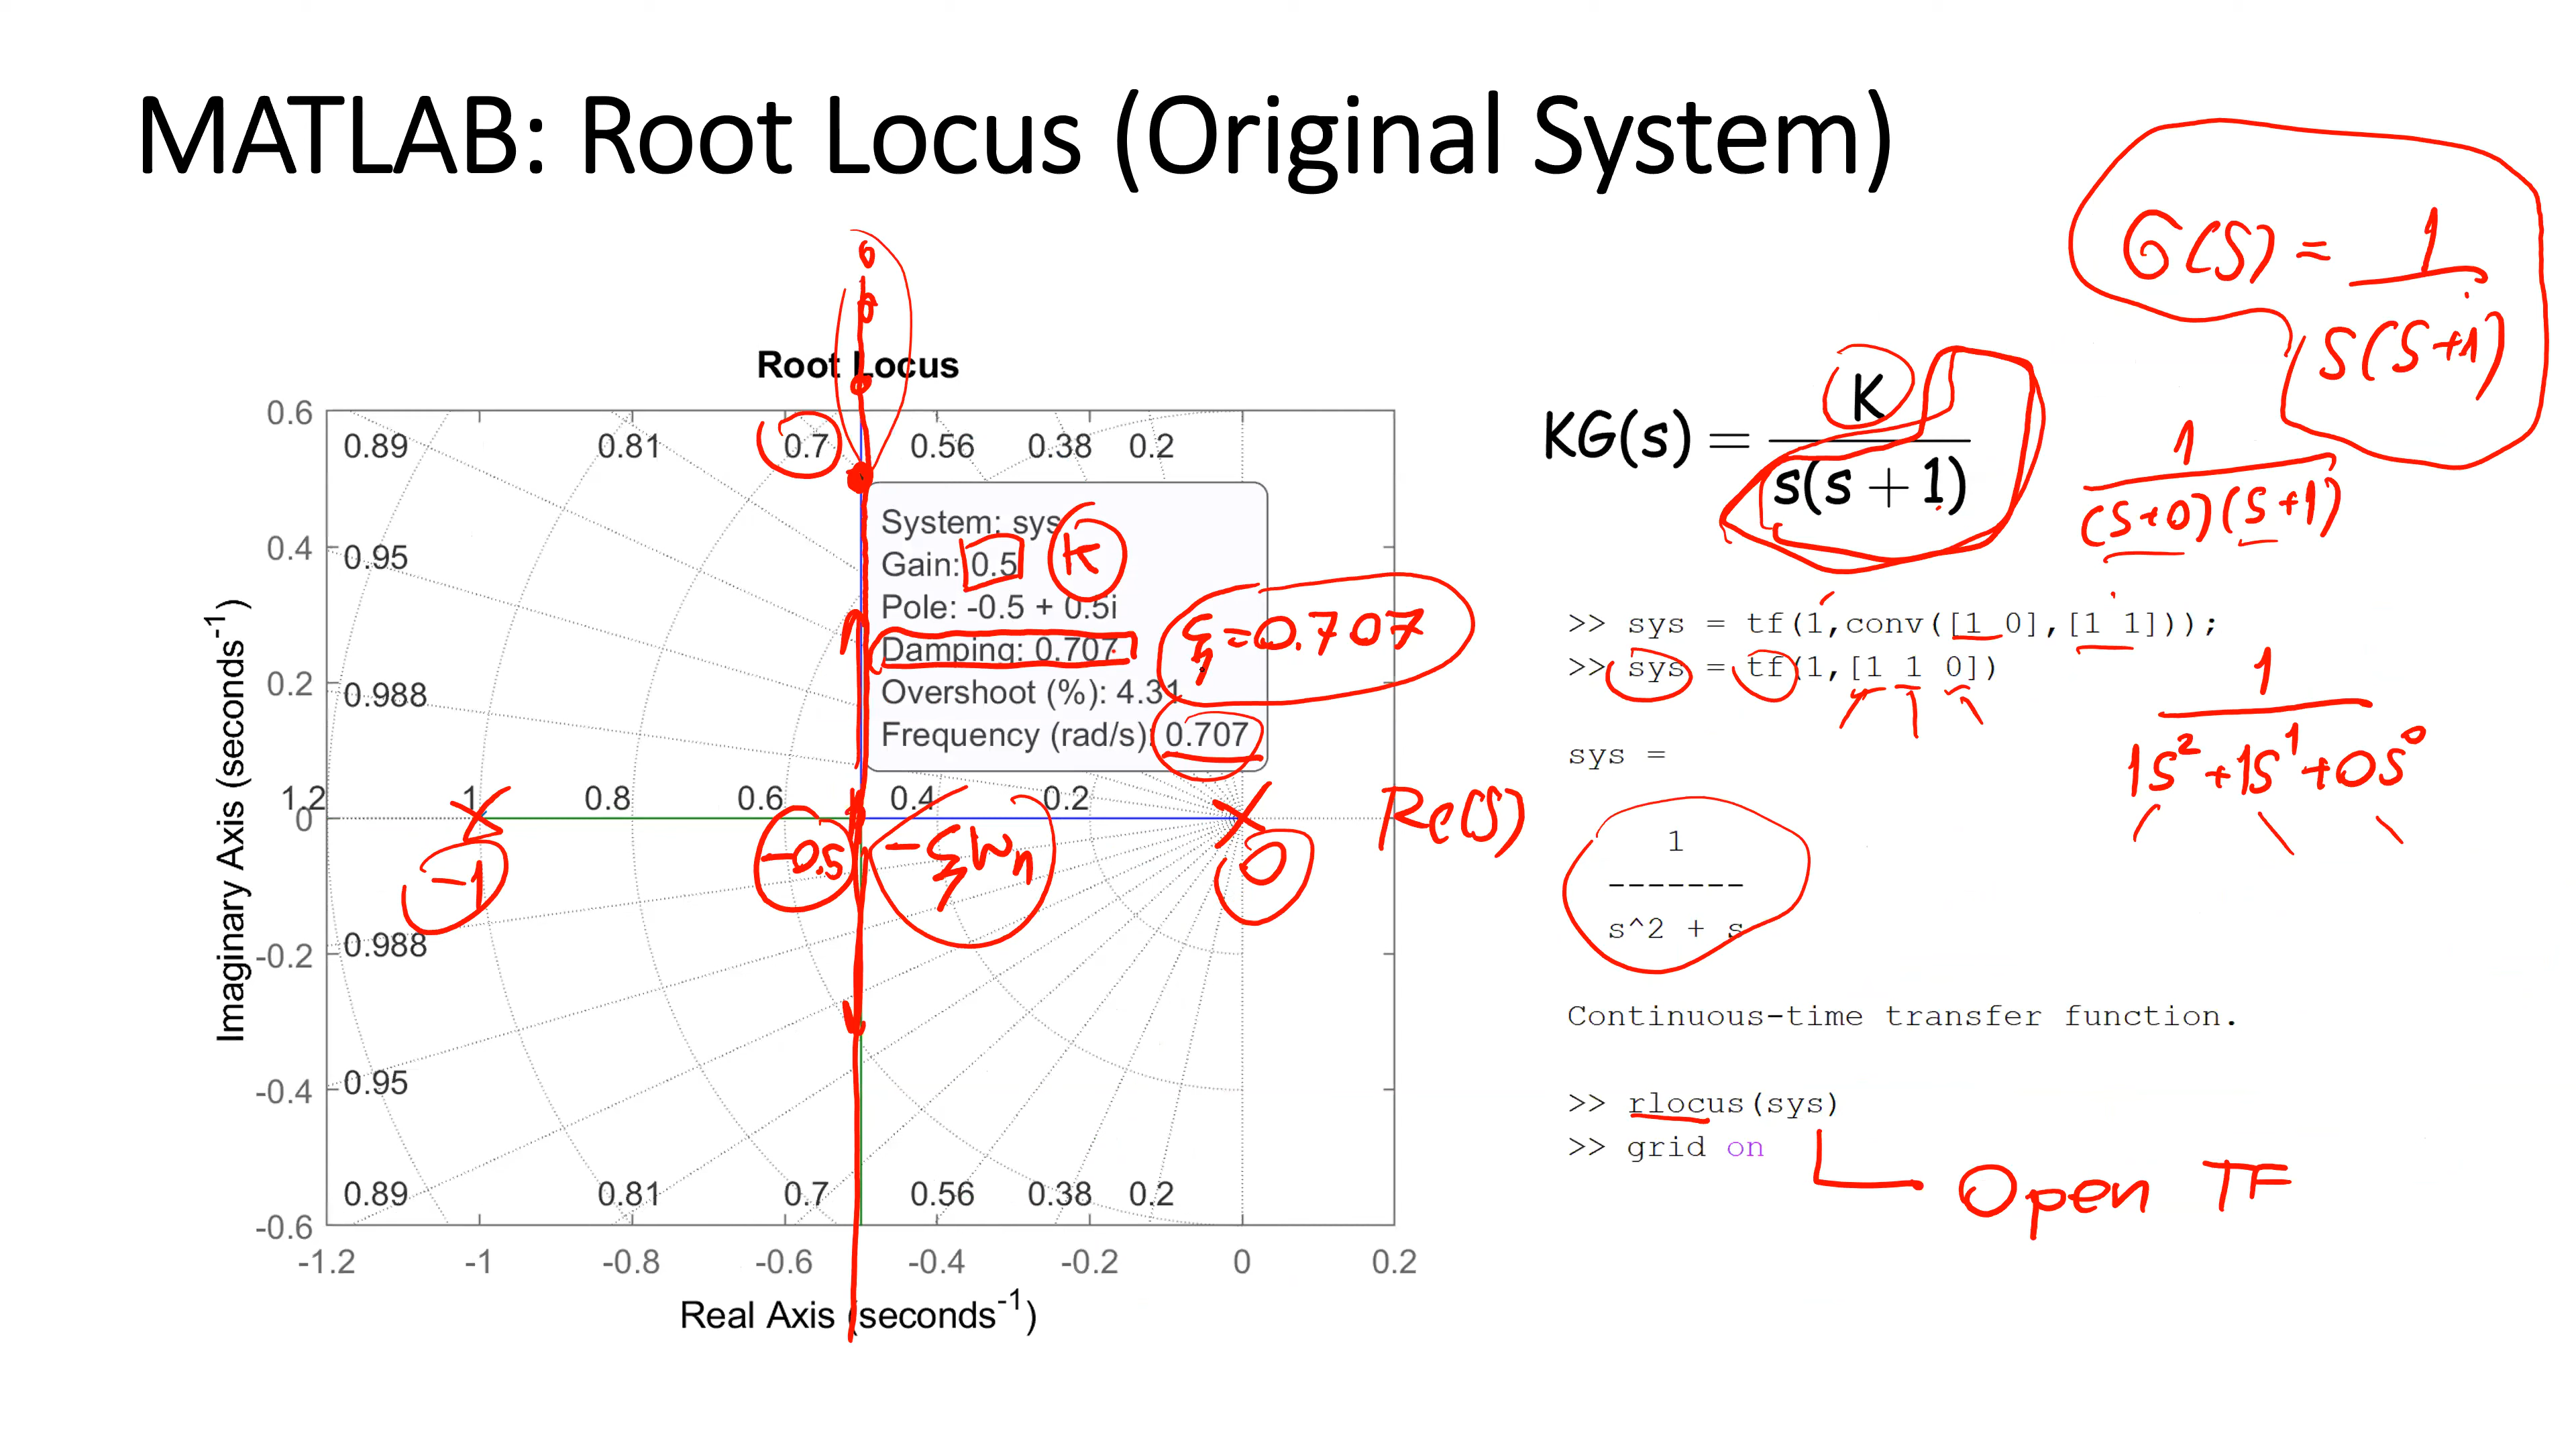 MATLAB: Root Locus (Original System)
G(S) = 1
S(S+1)
Root Locus
KG(s) = K
s(s + 1)
1
(S+0)(S+1)
0.6
0.4
0.2
0
-0.2
-0.4
-0.6
Imaginary Axis (seconds⁻¹)
0.89 0.81 0.7 0.56 0.38 0.2
0.95
0.988
1.2 1 0.8 0.6 0.4 0.2
0.988
0.95
0.89 0.81 0.7 0.56 0.38 0.2
System: sys
Gain: 0.5 K
Pole: -0.5 + 0.5i
Damping: 0.707
Overshoot (%): 4.31
Frequency (rad/s): 0.707
ξ=0.707
-1
-0.5
-ξWn
0
Re(S)
-1.2 -1 -0.8 -0.6 -0.4 -0.2 0 0.2
Real Axis (seconds⁻¹)
>> sys = tf(1,conv([1 0],[1 1]));
>> sys = tf(1,[1 1 0])
1
1S²+1S¹+0S⁰
sys =
1
-------
s^2 + s
Continuous-time transfer function.
>> rlocus(sys)
>> grid on
Open TF